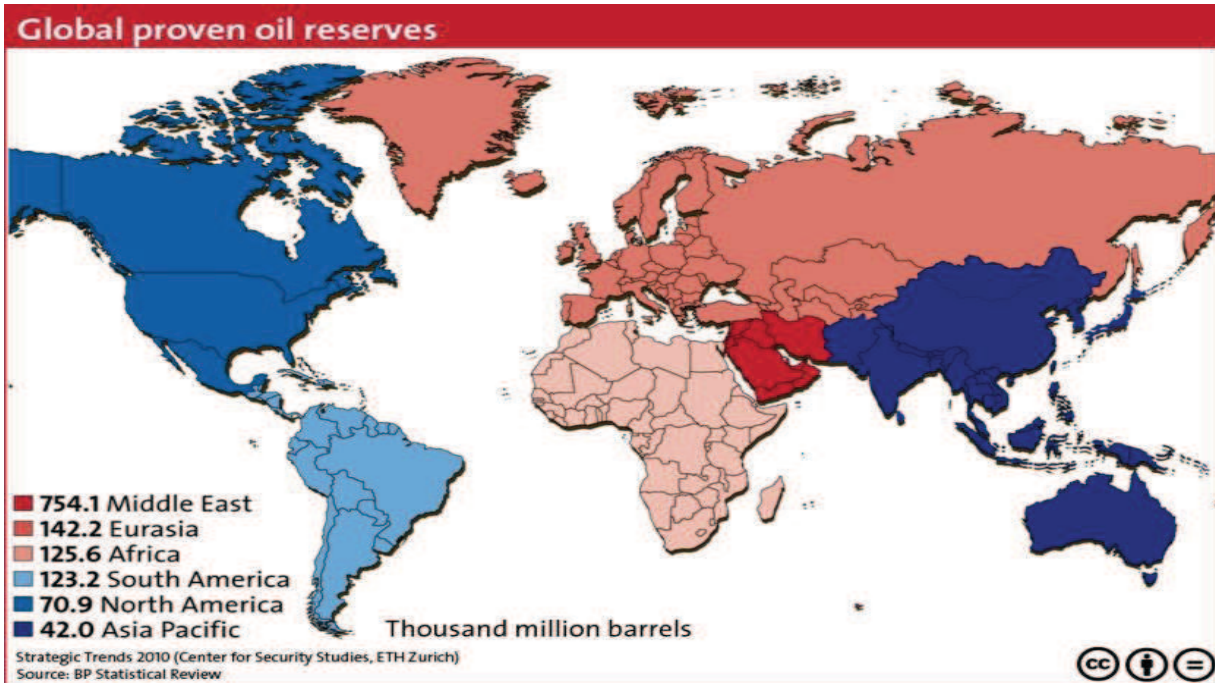 Global proven oil reserves
754.1 Middle East
142.2 Eurasia
125.6 Africa
123.2 South America
70.9 North America
42.0 Asia Pacific
Thousand million barrels
Strategic Trends 2010 (Center for Security Studies, ETH Zurich)
Source: BP Statistical Review
cc